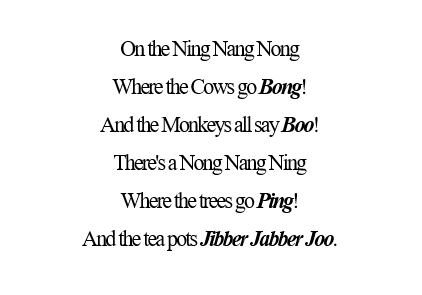 On the Ning Nang Nong
Where the Cows go Bong!
And the Monkeys all say Boo!
There's a Nong Nang Ning
Where the trees go Ping!
And the tea pots Jibber Jabber Joo.